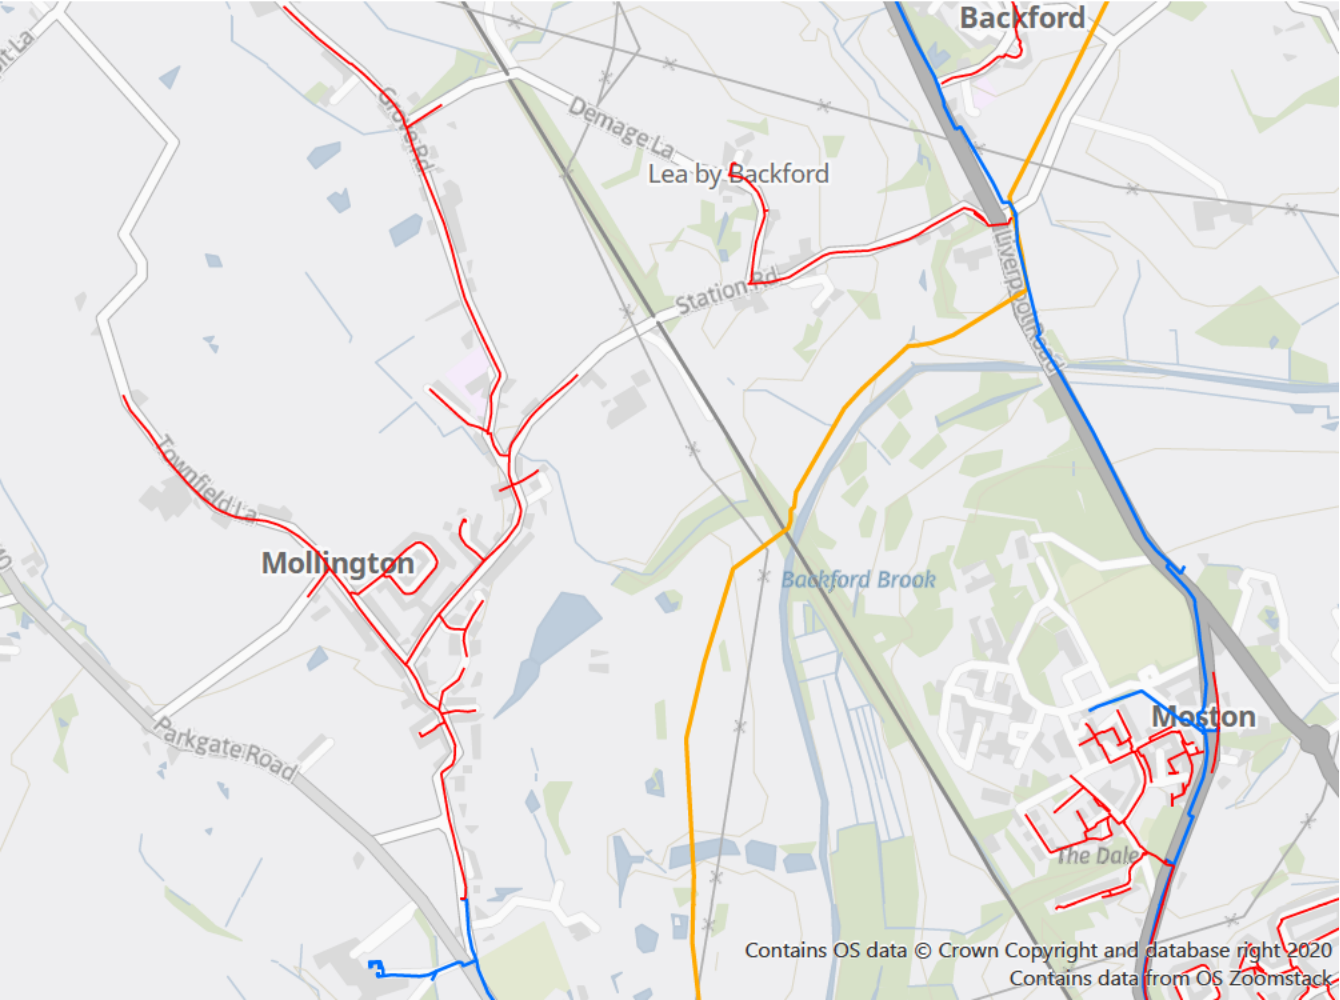 Backford
Grove Rd
Demage La
Lea by Backford
Liverpool Road
Station Rd
Townfield La
Mollington
Backford Brook
Moston
Parkgate Road
The Dale
Contains OS data © Crown Copyright and database right 2020
Contains data from OS Zoomstack